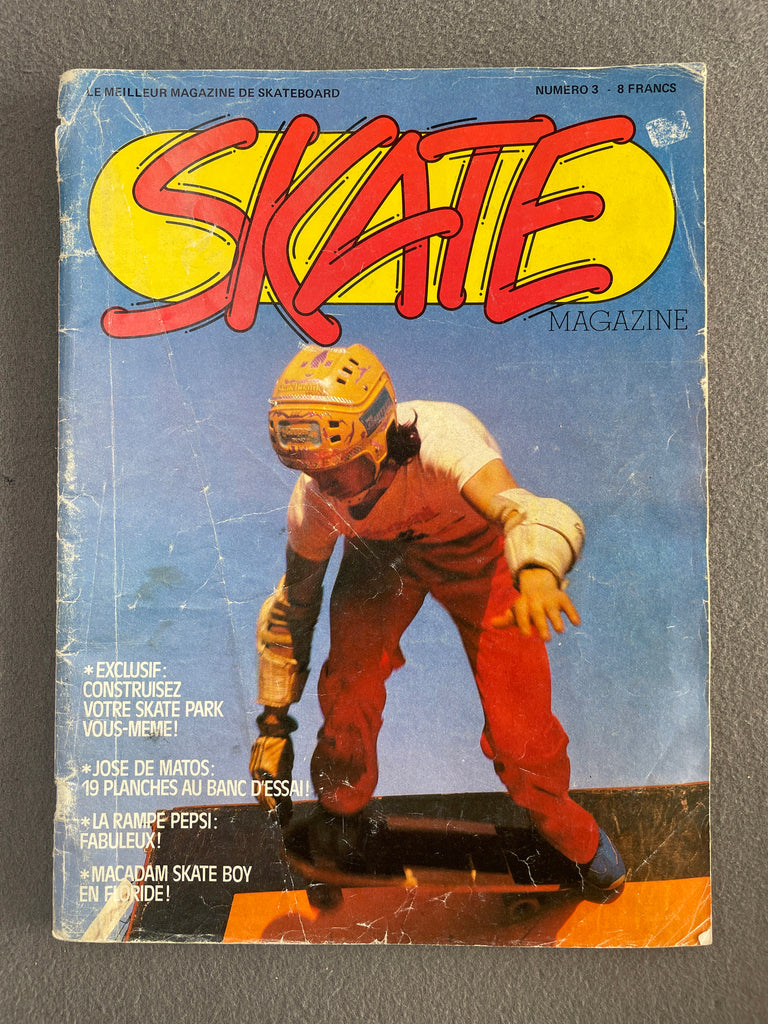 LE MEILLEUR MAGAZINE DE SKATEBOARD
NUMERO 3 - 8 FRANCS
SKATE
MAGAZINE
*EXCLUSIF:
CONSTRUISEZ
VOTRE SKATE PARK
VOUS-MEME!
*JOSE DE MATOS:
19 PLANCHES AU BANC D'ESSAI!
*LA RAMPE PEPSI:
FABULEUX!
*MACADAM SKATE BOY
EN FLORIDE!